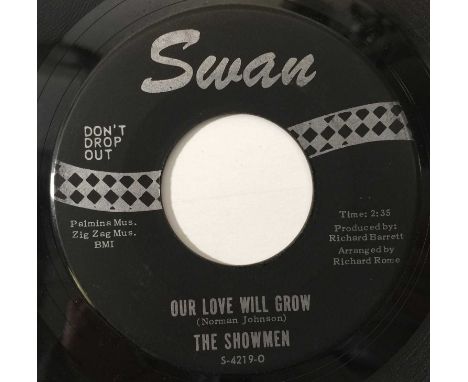 Swan
DON'T
DROP
OUT
Palmina Mus.
Zig Zag Mus.
BMI
Time: 2:35
Produced by:
Richard Barrett
Arranged by
Richard Rome
OUR LOVE WILL GROW
(Norman Johnson)
THE SHOWMEN
S-4219-O